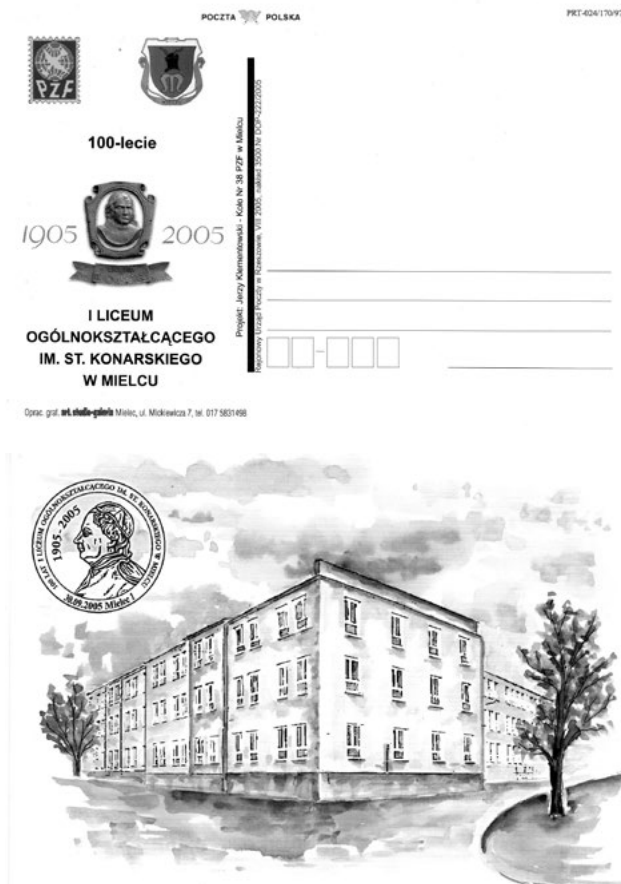 POCZTA POLSKA
PRT-024/170/97
PZF
100-lecie
1905 2005
I LICEUM
OGÓLNOKSZTAŁCĄCEGO
IM. ST. KONARSKIEGO
W MIELCU
Projekt: Jerzy Klementowski - Koło Nr 38 PZF w Mielcu
Rejonowy Urząd Poczty w Rzeszowie, VIII 2005, nakład 3500 Nr DOP-222/2005
Oprac. graf. art. studio-galeria Mielec, ul. Mickiewicza 7, tel. 017 5831498
100 LAT I LICEUM OGÓLNOKSZTAŁCĄCEGO IM. ST. KONARSKIEGO W MIELCU
1905 - 2005
30.09.2005 Mielec 1